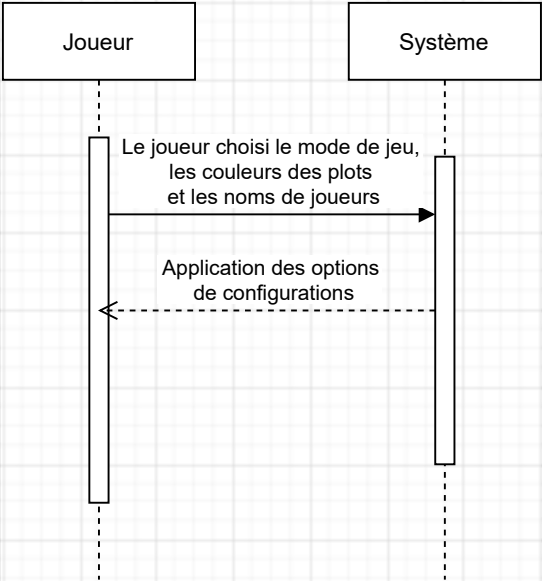 Joueur
Système
Le joueur choisi le mode de jeu,
les couleurs des plots
et les noms de joueurs
Application des options
de configurations